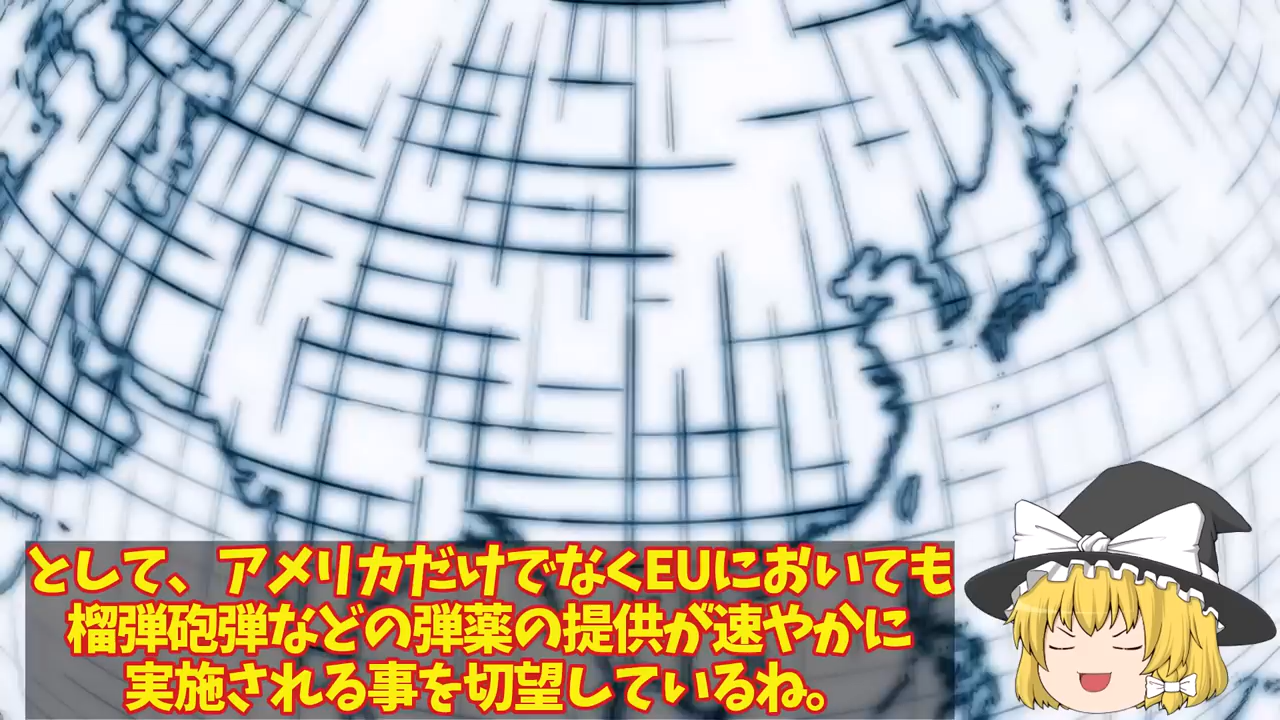 として、アメリカだけでなくEUにおいても
榴弾砲弾などの弾薬の提供が速やかに
実施される事を切望しているね。